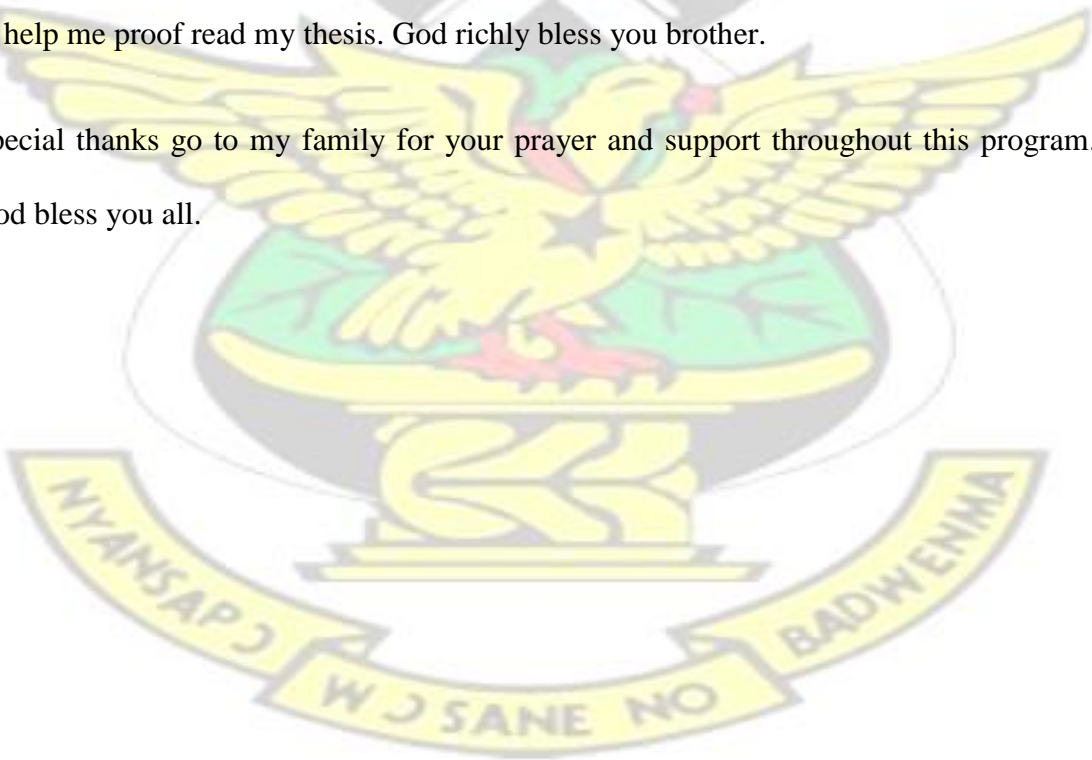 help me proof read my thesis. God richly bless you brother.
pecial thanks go to my family for your prayer and support throughout this program.
od bless you all.
NYANSAPƆ
WƆSANE NO
BADWENMA